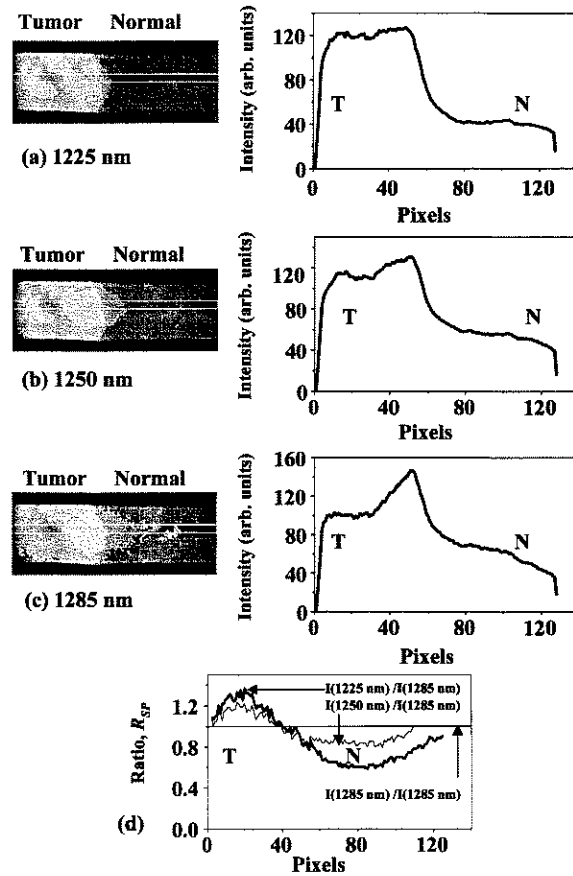 Tumor Normal
(a) 1225 nm
Intensity (arb. units)
120
80
40
0
T
N
0 40 80 120
Pixels
Tumor Normal
(b) 1250 nm
Intensity (arb. units)
120
80
40
0
T
N
0 40 80 120
Pixels
Tumor Normal
(c) 1285 nm
Intensity (arb. units)
160
120
80
40
0
T
N
0 40 80 120
Pixels
(d)
Ratio, R_SP
1.2
0.8
0.4
0.0
I(1225 nm) /I(1285 nm)
I(1250 nm) /I(1285 nm)
T
N
I(1285 nm) /I(1285 nm)
0 40 80 120
Pixels